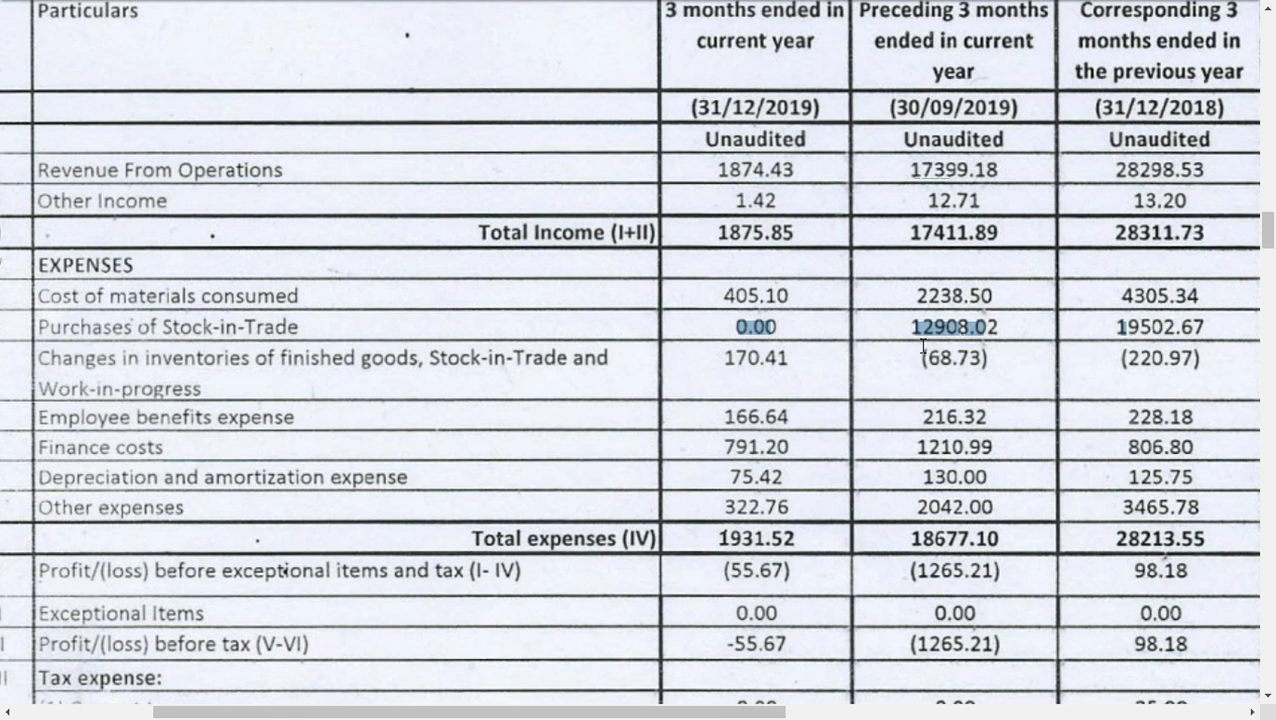 Particulars 3 months ended in current year Preceding 3 months ended in current year Corresponding 3 months ended in the previous year
(31/12/2019) (30/09/2019) (31/12/2018)
Unaudited Unaudited Unaudited
Revenue From Operations 1874.43 17399.18 28298.53
Other Income 1.42 12.71 13.20
Total Income (I+II) 1875.85 17411.89 28311.73
EXPENSES
Cost of materials consumed 405.10 2238.50 4305.34
Purchases of Stock-in-Trade 0.00 12908.02 19502.67
Changes in inventories of finished goods, Stock-in-Trade and 170.41 (68.73) (220.97)
Work-in-progress
Employee benefits expense 166.64 216.32 228.18
Finance costs 791.20 1210.99 806.80
Depreciation and amortization expense 75.42 130.00 125.75
Other expenses 322.76 2042.00 3465.78
Total expenses (IV) 1931.52 18677.10 28213.55
Profit/(loss) before exceptional items and tax (I- IV) (55.67) (1265.21) 98.18
Exceptional Items 0.00 0.00 0.00
Profit/(loss) before tax (V-VI) -55.67 (1265.21) 98.18
Tax expense: